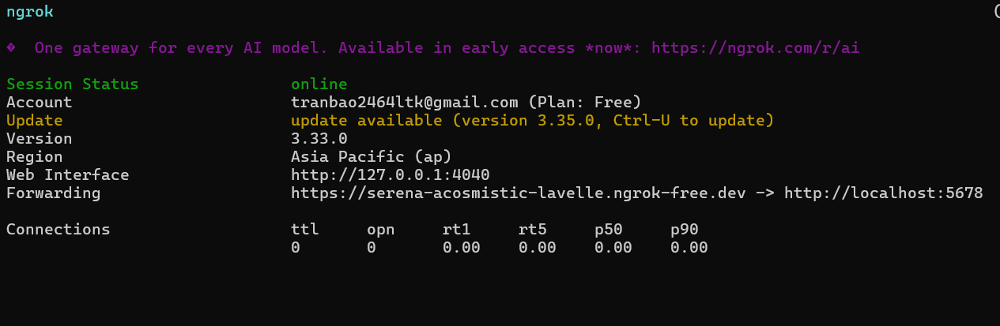 ngrok
� One gateway for every AI model. Available in early access *now*: https://ngrok.com/r/ai
Session Status online
Account tranbao2464ltk@gmail.com (Plan: Free)
Update update available (version 3.35.0, Ctrl-U to update)
Version 3.33.0
Region Asia Pacific (ap)
Web Interface http://127.0.0.1:4040
Forwarding https://serena-acosmistic-lavelle.ngrok-free.dev -> http://localhost:5678
Connections ttl opn rt1 rt5 p50 p90
0 0 0.00 0.00 0.00 0.00